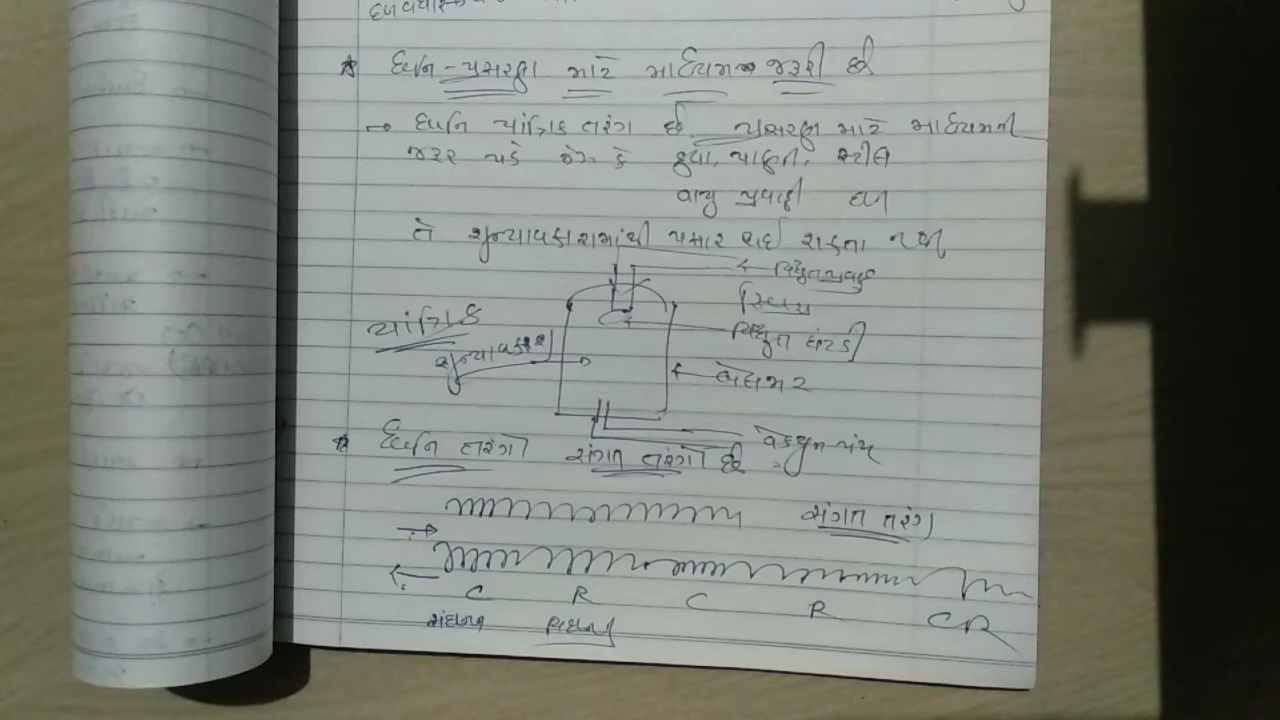 * ધ્વનિ - પ્રસરણ માટે માધ્યમ જરૂરી છે
→ ધ્વનિ યાંત્રિક તરંગ છે. પ્રસરણ માટે માધ્યમની
જરૂર પડે જેમ કે હવા, પાણી, સ્ટીલ
વાયુ પ્રવાહી ઘન
તે શૂન્યાવકાશમાંથી પસાર થઈ શકતા નથી
યાંત્રિક
શૂન્યાવકાશ
વિદ્યુતપ્રવાહ
વિદ્યુત ઘંટડી
બેલજાર
* ધ્વનિ તરંગો સંગત તરંગો છે
સંગત તરંગ
C R C R CR
સંઘનન વિઘનન